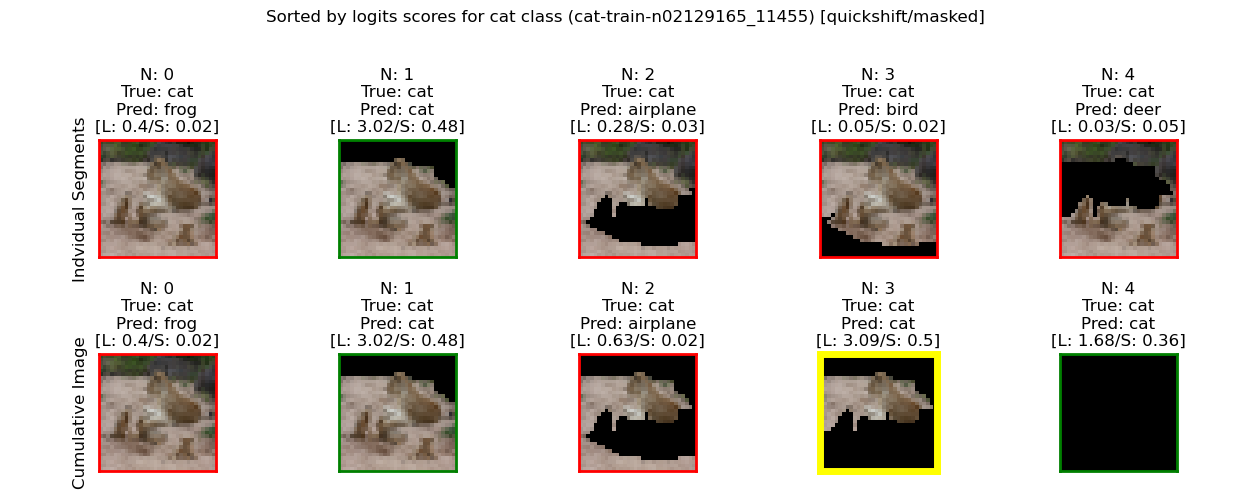 Sorted by logits scores for cat class (cat-train-n02129165_11455) [quickshift/masked]
Indvidual Segments
N: 0
True: cat
Pred: frog
[L: 0.4/S: 0.02]
N: 1
True: cat
Pred: cat
[L: 3.02/S: 0.48]
N: 2
True: cat
Pred: airplane
[L: 0.28/S: 0.03]
N: 3
True: cat
Pred: bird
[L: 0.05/S: 0.02]
N: 4
True: cat
Pred: deer
[L: 0.03/S: 0.05]
Cumulative Image
N: 0
True: cat
Pred: frog
[L: 0.4/S: 0.02]
N: 1
True: cat
Pred: cat
[L: 3.02/S: 0.48]
N: 2
True: cat
Pred: airplane
[L: 0.63/S: 0.02]
N: 3
True: cat
Pred: cat
[L: 3.09/S: 0.5]
N: 4
True: cat
Pred: cat
[L: 1.68/S: 0.36]